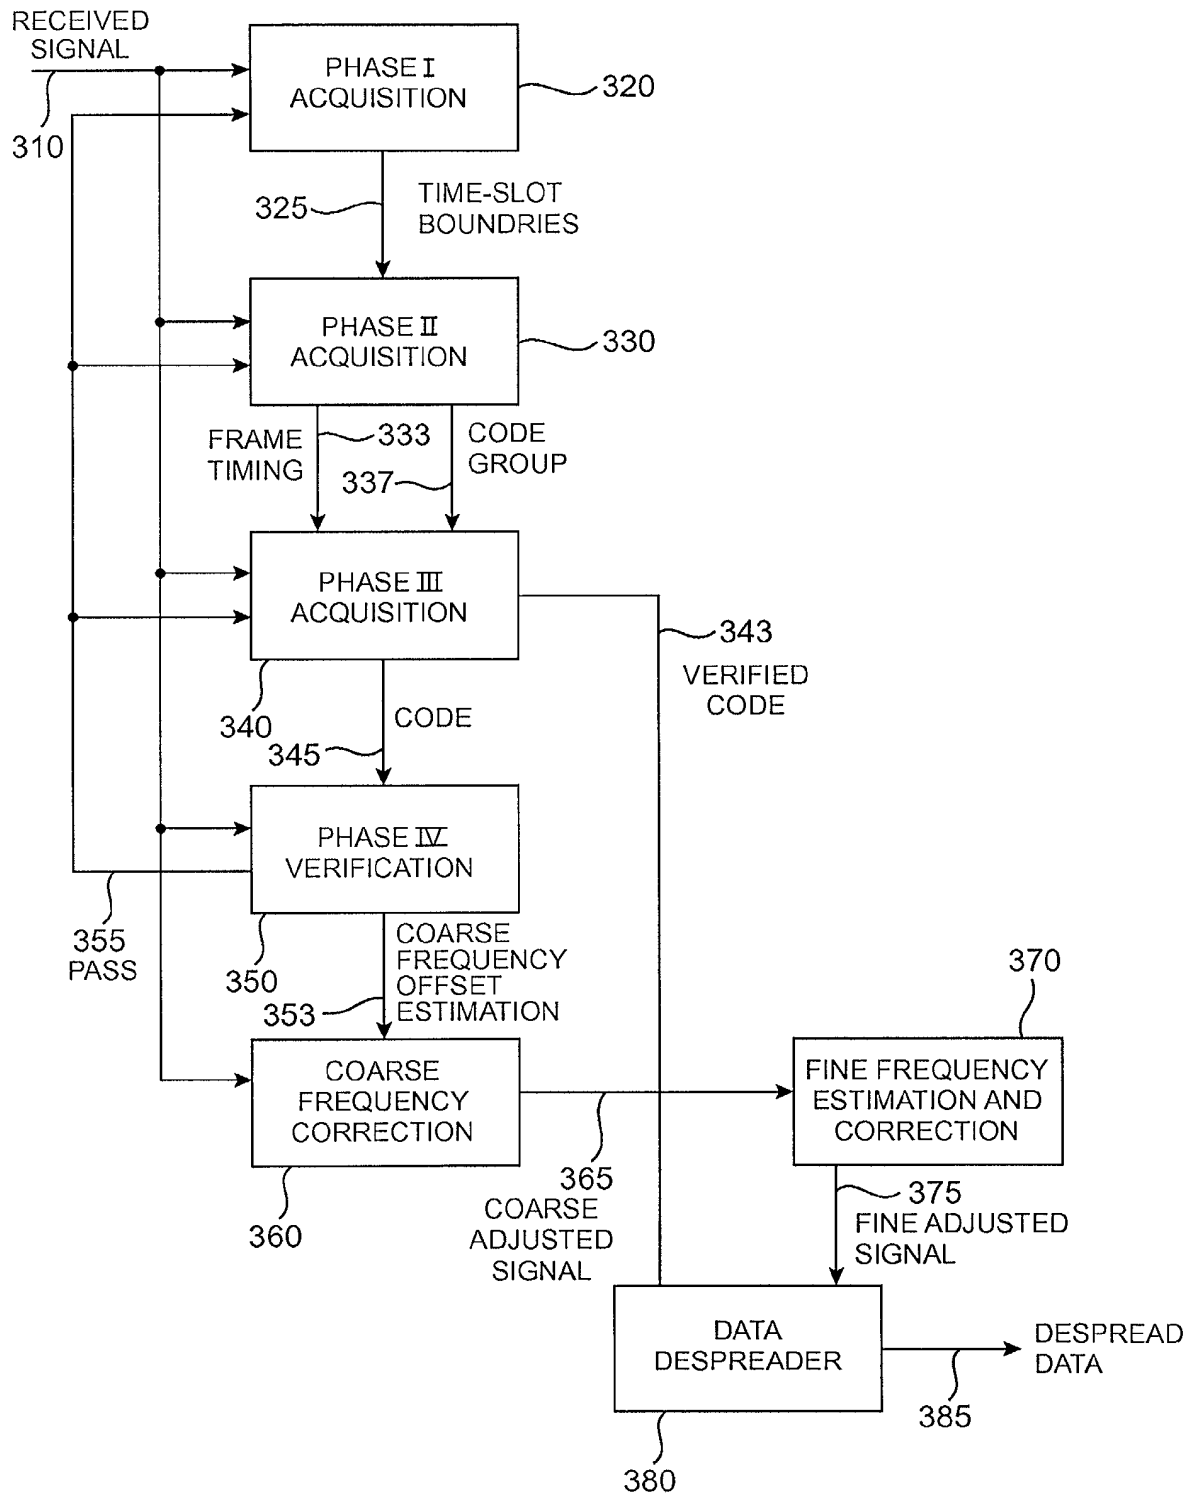 RECEIVED
SIGNAL
310
PHASE I
ACQUISITION
320
325
TIME-SLOT
BOUNDRIES
PHASE II
ACQUISITION
330
FRAME
TIMING
333
337
CODE
GROUP
PHASE III
ACQUISITION
340
343
VERIFIED
CODE
345
CODE
PHASE IV
VERIFICATION
350
355
PASS
353
COARSE
FREQUENCY
OFFSET
ESTIMATION
COARSE
FREQUENCY
CORRECTION
360
365
COARSE
ADJUSTED
SIGNAL
370
FINE FREQUENCY
ESTIMATION AND
CORRECTION
375
FINE ADJUSTED
SIGNAL
DATA
DESPREADER
380
385
DESPREAD
DATA